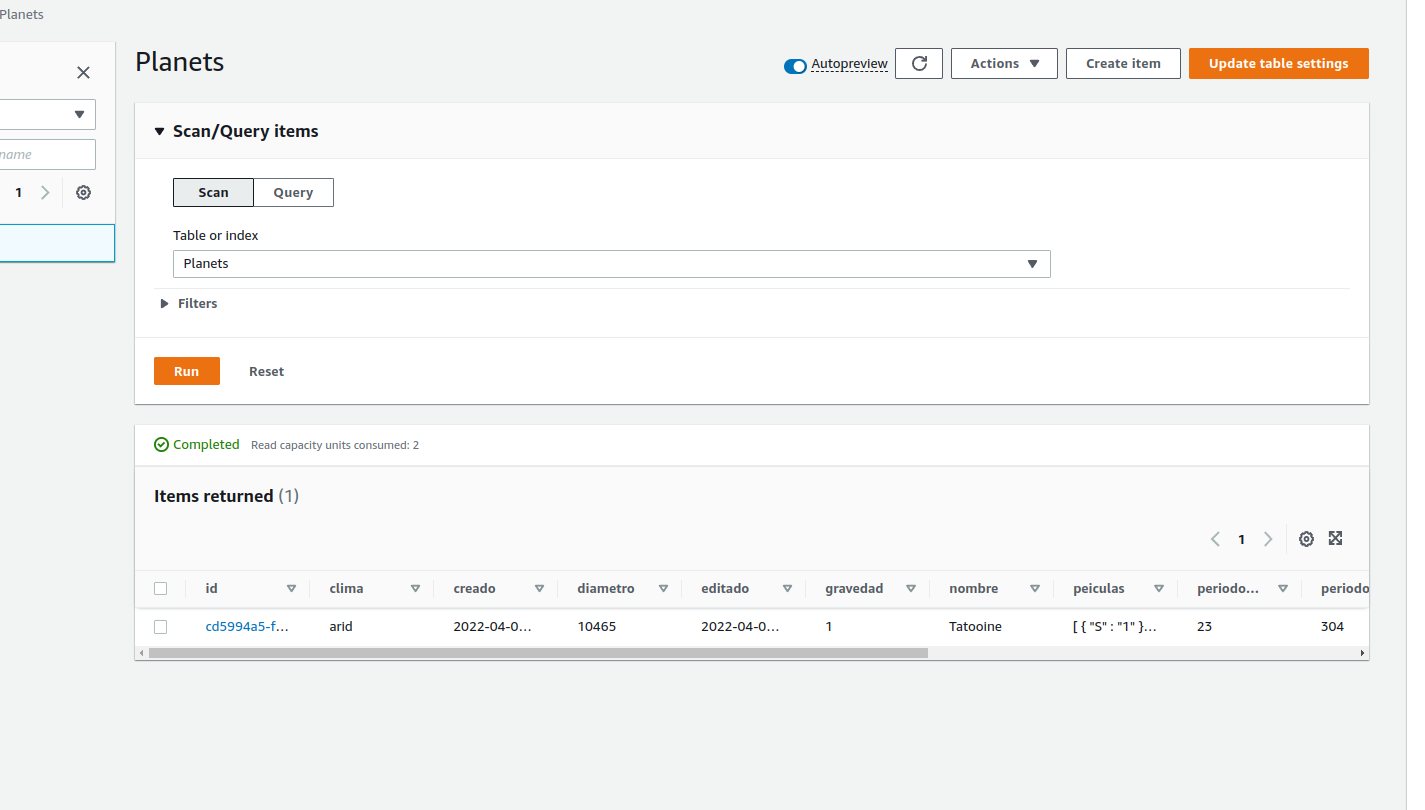 Planets
Planets
Autopreview
Actions
Create item
Update table settings
name
1
Scan/Query items
Scan
Query
Table or index
Planets
Filters
Run
Reset
Completed
Read capacity units consumed: 2
Items returned (1)
1
id clima creado diametro editado gravedad nombre peiculas periodo... periodo
cd5994a5-f... arid 2022-04-0... 10465 2022-04-0... 1 Tatooine [ { "S" : "1" }... 23 304